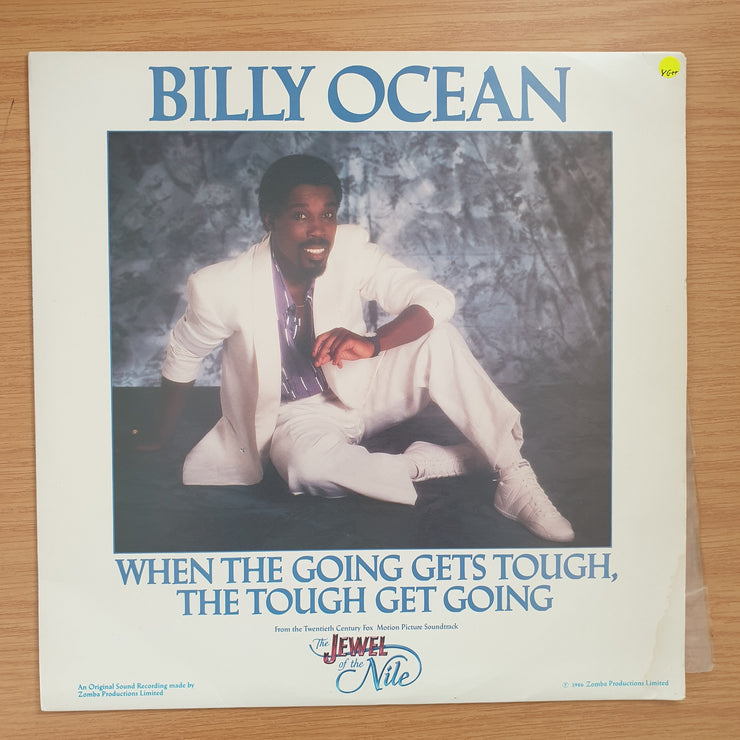 BILLY OCEAN
VG++
WHEN THE GOING GETS TOUGH,
THE TOUGH GET GOING
From the Twentieth Century Fox Motion Picture Soundtrack
The JEWEL
of the Nile
An Original Sound Recording made by
Zomba Productions Limited
℗ 1986 Zomba Productions Limited